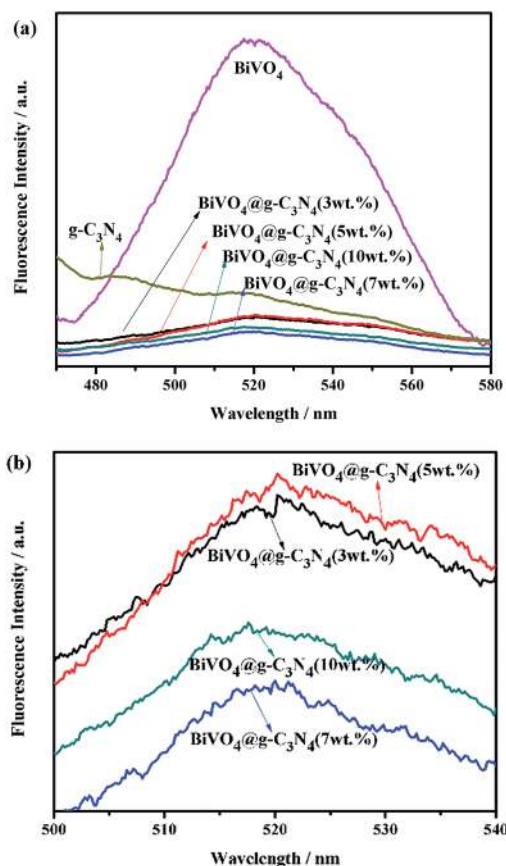 (a)
Fluorescence Intensity / a.u.
BiVO₄
g-C₃N₄
BiVO₄@g-C₃N₄(3wt.%)
BiVO₄@g-C₃N₄(5wt.%)
BiVO₄@g-C₃N₄(10wt.%)
BiVO₄@g-C₃N₄(7wt.%)
480 500 520 540 560 580
Wavelength / nm
(b)
Fluorescence Intensity / a.u.
BiVO₄@g-C₃N₄(5wt.%)
BiVO₄@g-C₃N₄(3wt.%)
BiVO₄@g-C₃N₄(10wt.%)
BiVO₄@g-C₃N₄(7wt.%)
500 510 520 530 540
Wavelength / nm